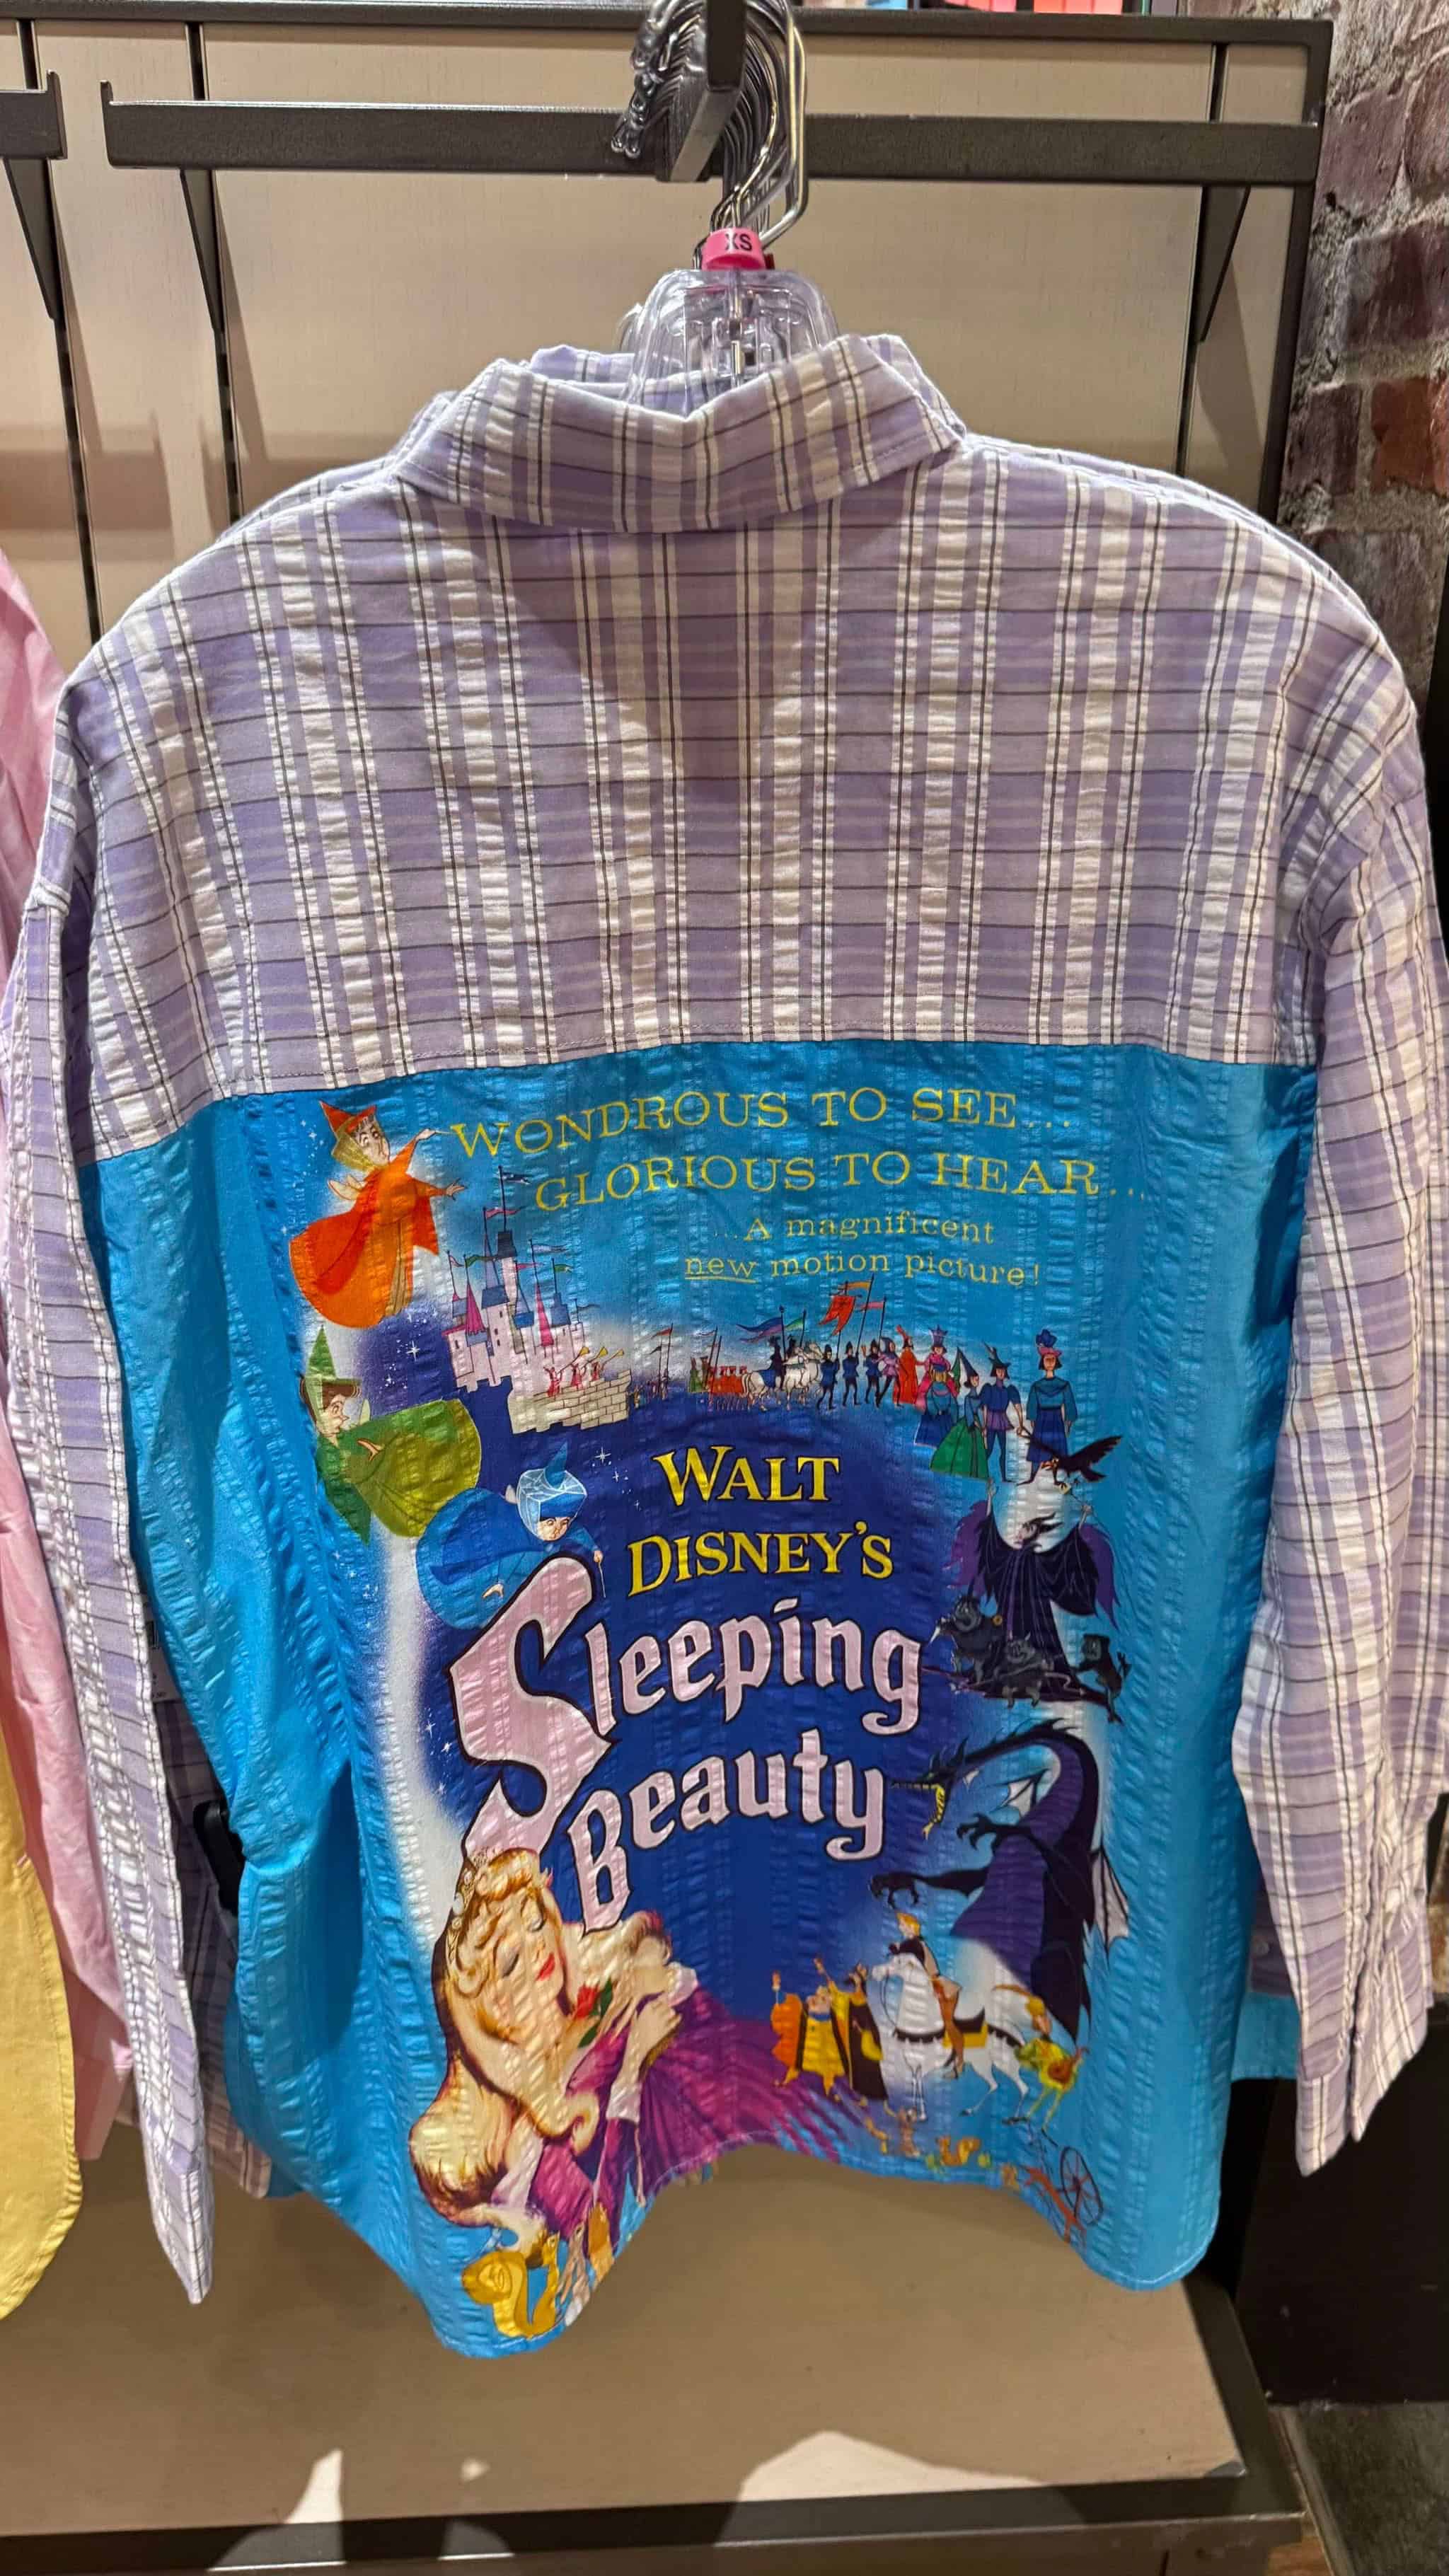 XS
WONDROUS TO SEE...
GLORIOUS TO HEAR...
...A magnificent
new motion picture!
WALT
DISNEY'S
Sleeping
Beauty